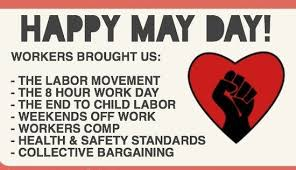 HAPPY MAY DAY!
WORKERS BROUGHT US:
- THE LABOR MOVEMENT
- THE 8 HOUR WORK DAY
- THE END TO CHILD LABOR
- WEEKENDS OFF WORK
- WORKERS COMP
- HEALTH & SAFETY STANDARDS
- COLLECTIVE BARGAINING